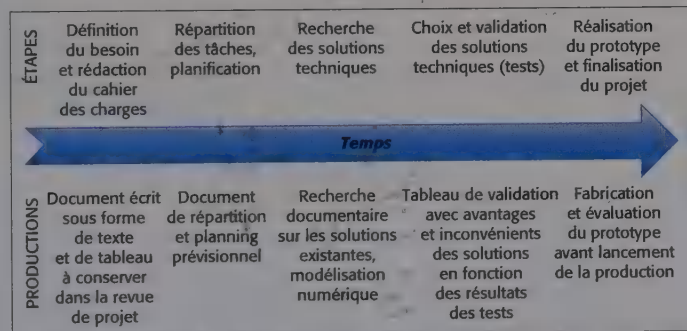 ÉTAPES
Définition
du besoin
et rédaction
du cahier
des charges
Répartition
des tâches,
planification
Recherche
des solutions
techniques
Choix et validation
des solutions
techniques (tests)
Réalisation
du prototype
et finalisation
du projet
Temps
PRODUCTIONS
Document écrit
sous forme
de texte
et de tableau
à conserver
dans la revue
de projet
Document
de répartition
et planning
prévisionnel
Recherche
documentaire
sur les solutions
existantes,
modélisation
numérique
Tableau de validation
avec avantages
et inconvénients
des solutions
en fonction
des résultats
des tests
Fabrication
et évaluation
du prototype
avant lancement
de la production